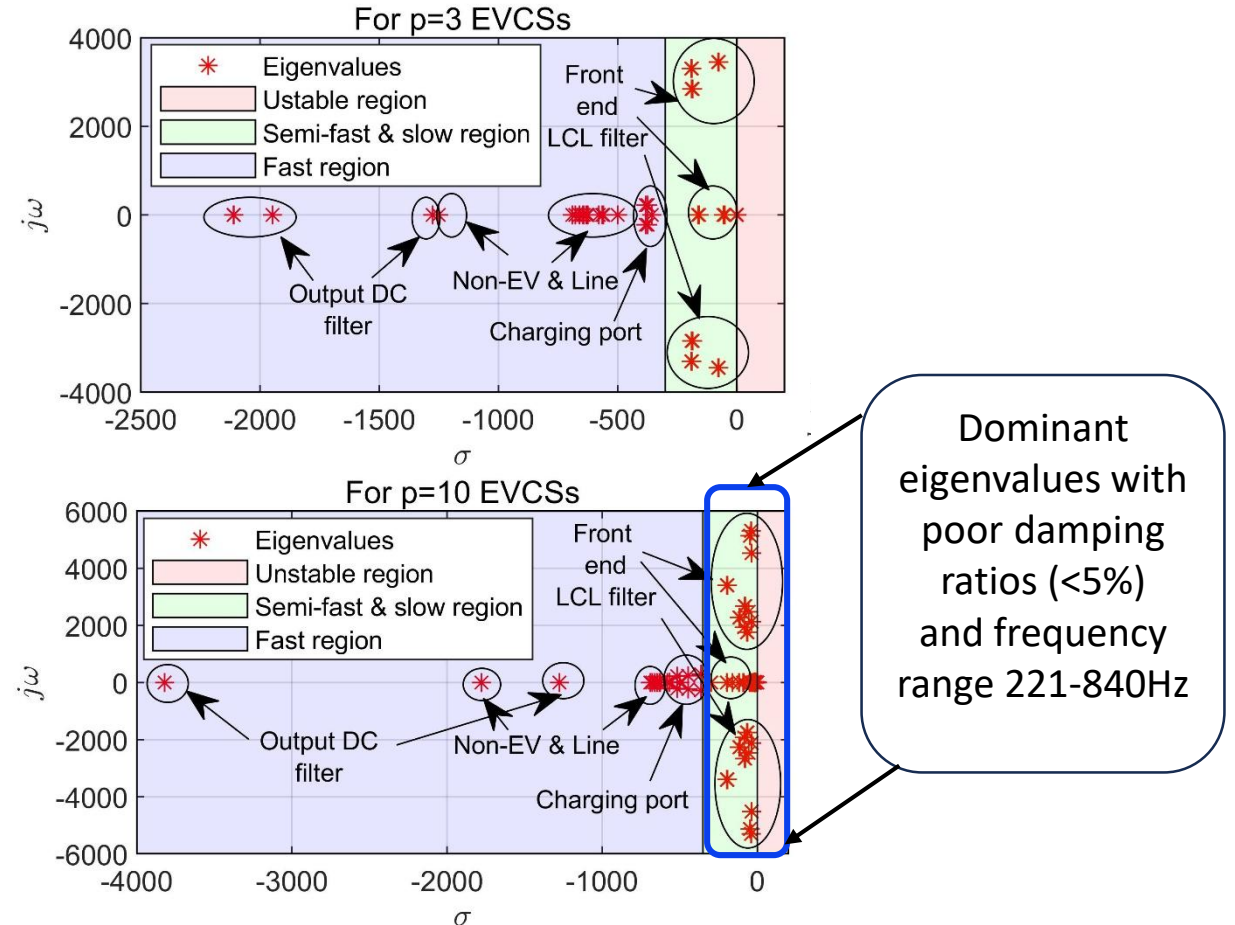 For p=3 EVCSs
4000
2000
0
-2000
-4000
jω
Eigenvalues
Ustable region
Semi-fast & slow region
Fast region
Front
end
LCL filter
Output DC
filter
Non-EV & Line
Charging port
-2500 -2000 -1500 -1000 -500 0
σ
For p=10 EVCSs
6000
4000
2000
0
-2000
-4000
-6000
jω
Eigenvalues
Unstable region
Semi-fast & slow region
Fast region
Front
end
LCL filter
Output DC
filter
Non-EV & Line
Charging port
-4000 -3000 -2000 -1000 0
σ
Dominant
eigenvalues with
poor damping
ratios (<5%)
and frequency
range 221-840Hz